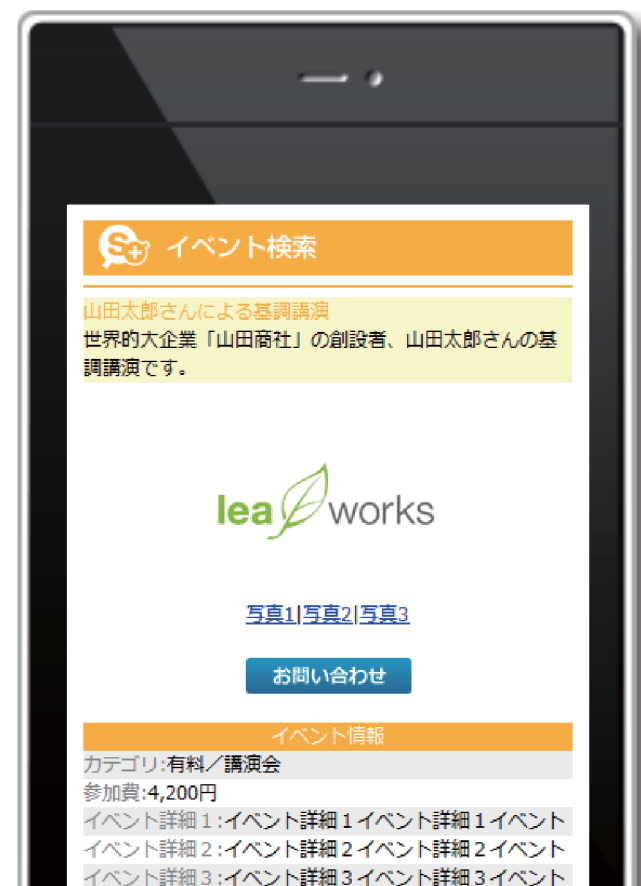 S+ イベント検索
山田太郎さんによる基調講演
世界的大企業「山田商社」の創設者、山田太郎さんの基
調講演です。
lea works
写真1|写真2|写真3
お問い合わせ
イベント情報
カテゴリ:有料／講演会
参加費:4,200円
イベント詳細１:イベント詳細１イベント詳細１イベント
イベント詳細２:イベント詳細２イベント詳細２イベント
イベント詳細３:イベント詳細３イベント詳細３イベント